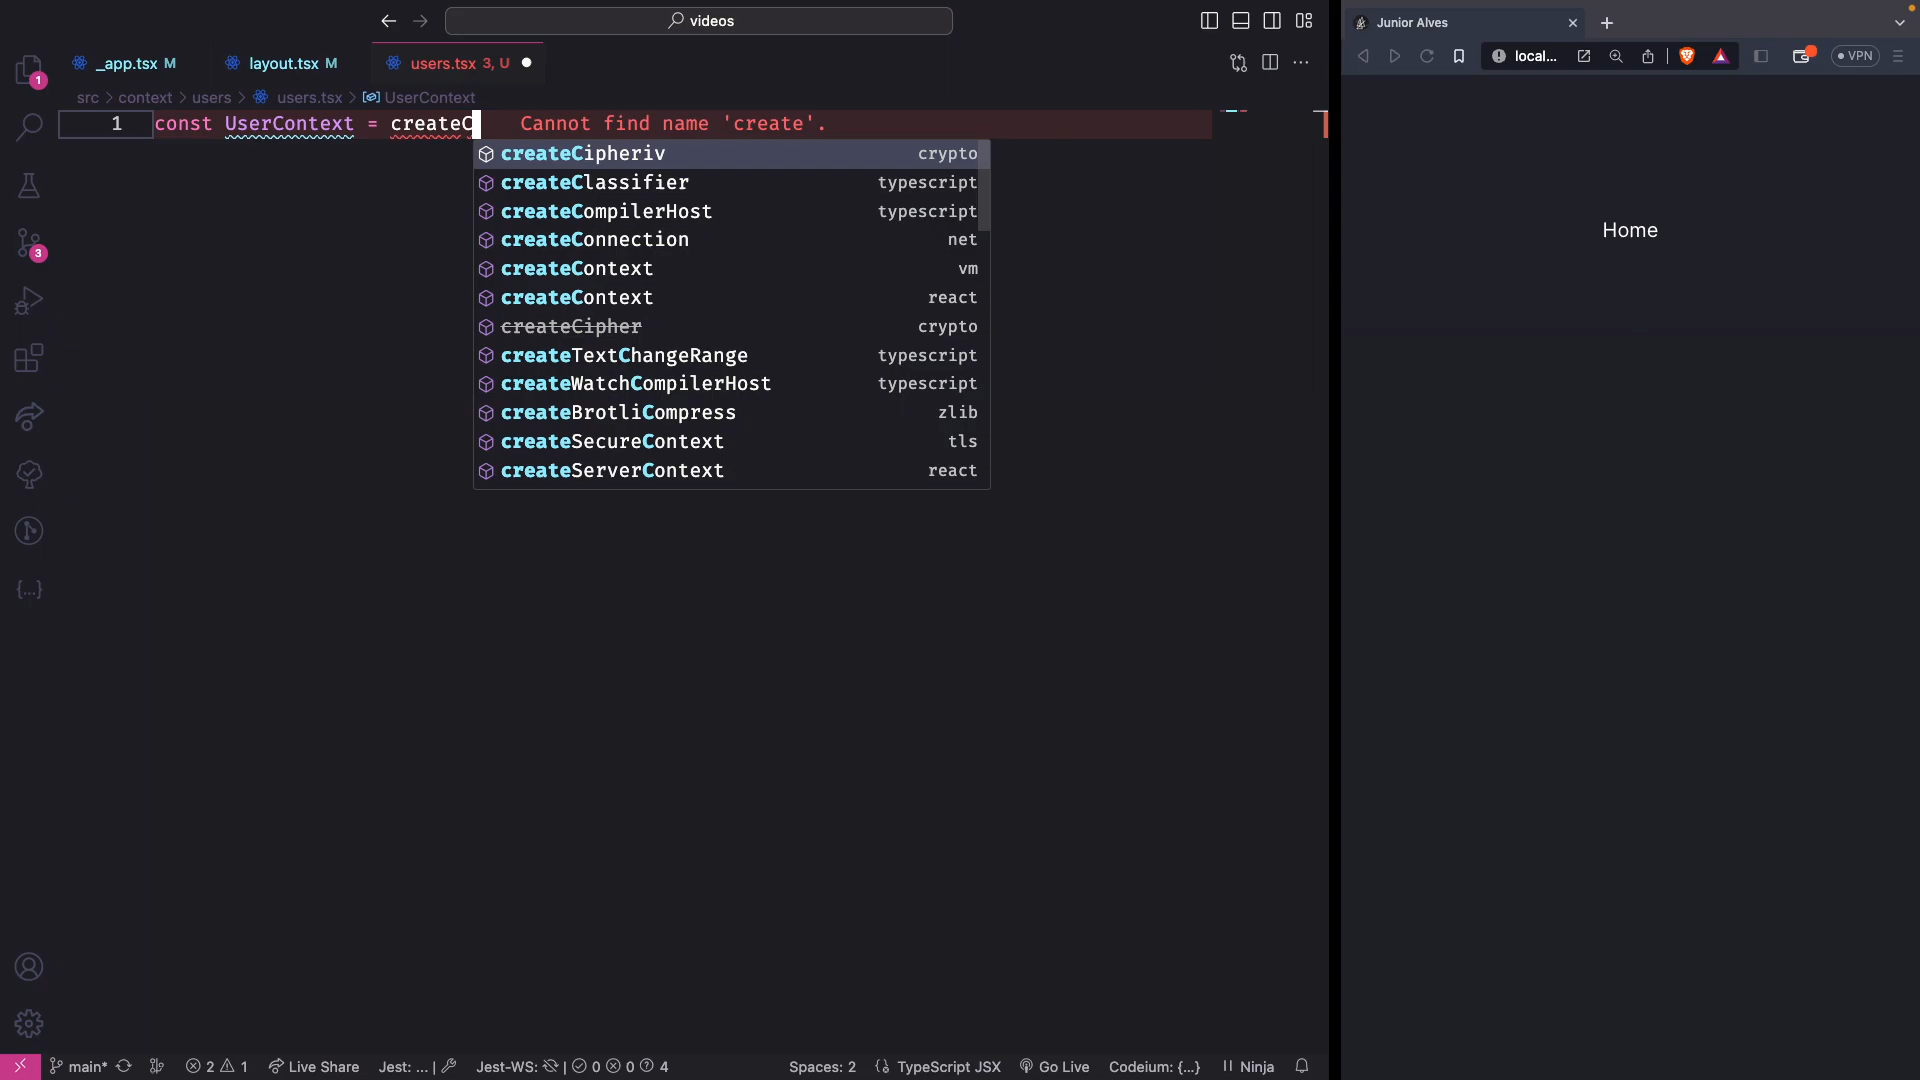 videos
Junior Alves
_app.tsx M
layout.tsx M
users.tsx 3, U
local...
VPN
src > context > users > users.tsx > UserContext
1 const UserContext = createC Cannot find name 'create'.
createCipheriv crypto
createClassifier typescript
createCompilerHost typescript
createConnection net
createContext vm
createContext react
createCipher crypto
createTextChangeRange typescript
createWatchCompilerHost typescript
createBrotliCompress zlib
createSecureContext tls
createServerContext react
Home
1
3
main* 2 1 Live Share Jest: ... | Jest-WS: | 0 0 4 Spaces: 2 TypeScript JSX Go Live Codeium: {...} Ninja